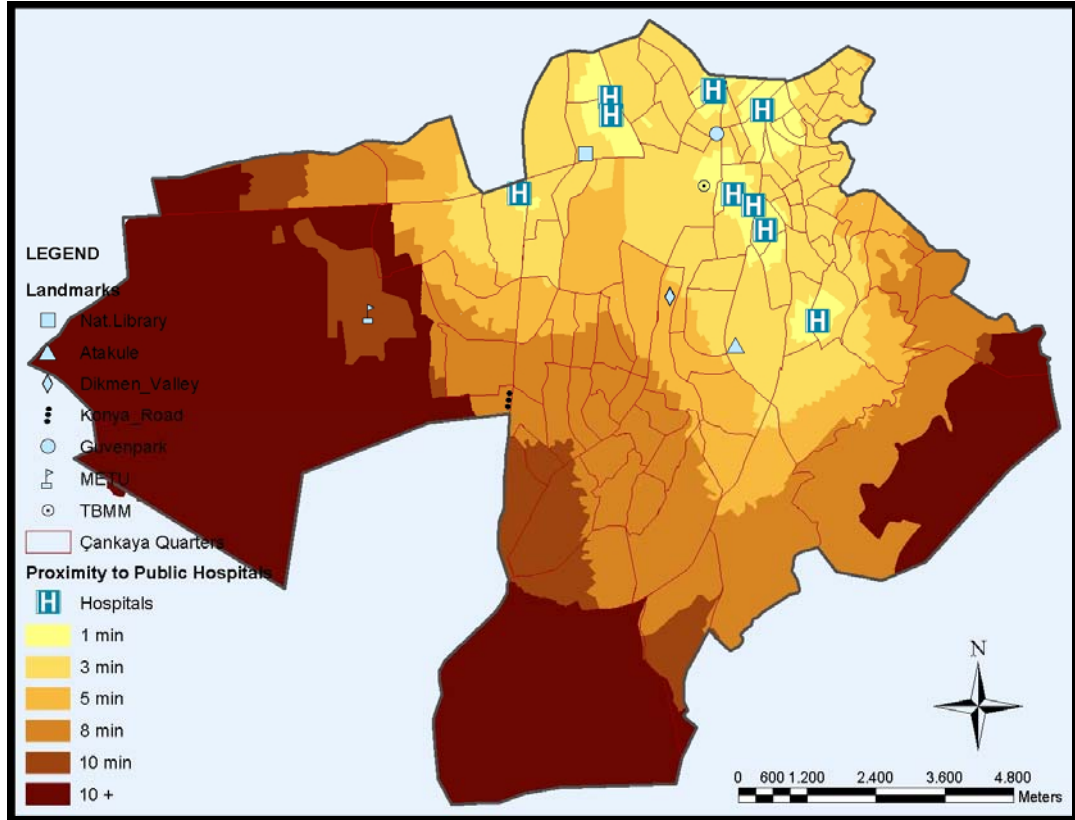 H
H
H
H
H
H
H
H
H
LEGEND
Landmarks
Nat.Library
Atakule
Dikmen_Valley
Konya_Road
Guvenpark
METU
TBMM
Çankaya Quarters
Proximity to Public Hospitals
H Hospitals
1 min
3 min
5 min
8 min
10 min
10 +
N
0 600 1.200 2.400 3.600 4.800
Meters